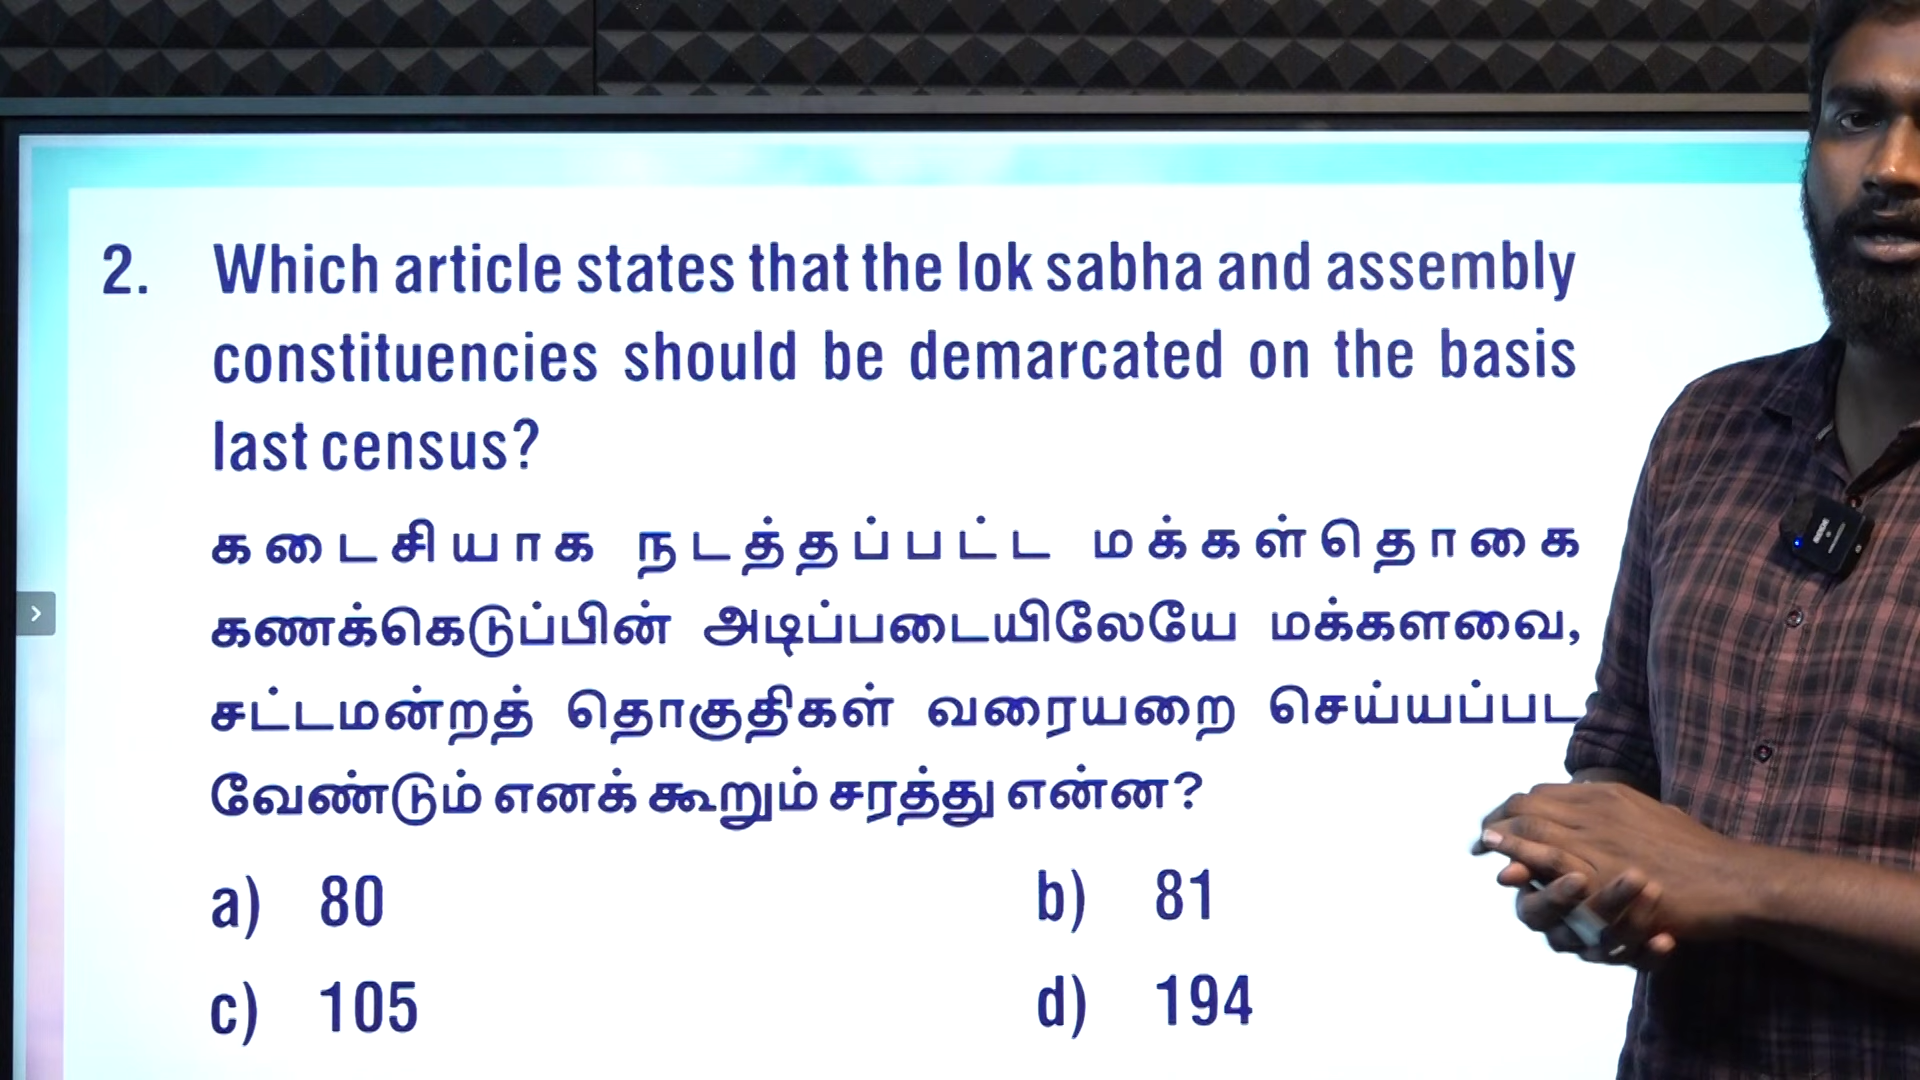 2. Which article states that the lok sabha and assembly
constituencies should be demarcated on the basis
last census?
கடைசியாக நடத்தப்பட்ட மக்கள்தொகை
கணக்கெடுப்பின் அடிப்படையிலேயே மக்களவை,
சட்டமன்றத் தொகுதிகள் வரையறை செய்யப்பட
வேண்டும் எனக் கூறும் சரத்து என்ன?
a) 80 b) 81
c) 105 d) 194